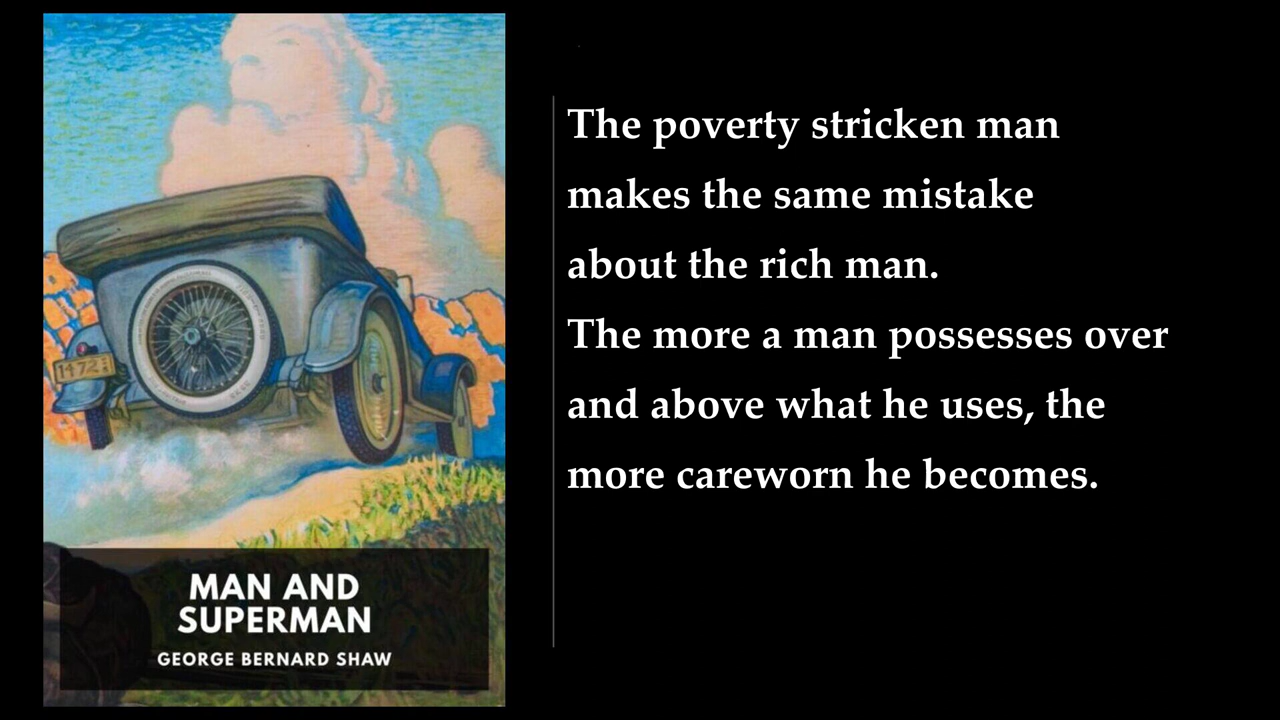 The poverty stricken man
makes the same mistake
about the rich man.
The more a man possesses over
and above what he uses, the
more careworn he becomes.
1472
MAN AND
SUPERMAN
GEORGE BERNARD SHAW